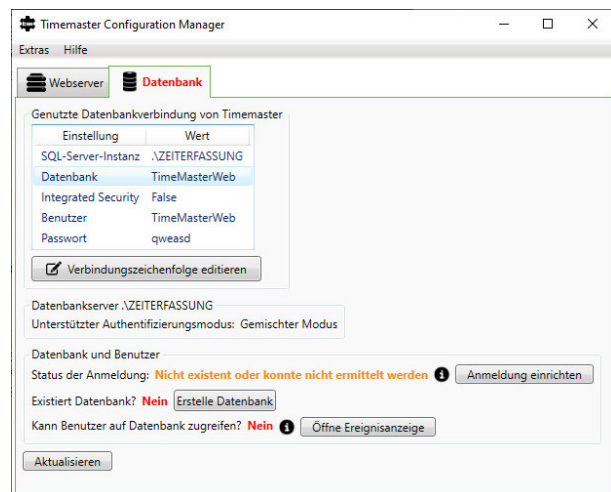 Timemaster Configuration Manager
Extras Hilfe
Webserver Datenbank
Genutzte Datenbankverbindung von Timemaster
Einstellung Wert
SQL-Server-Instanz .\ZEITERFASSUNG
Datenbank TimeMasterWeb
Integrated Security False
Benutzer TimeMasterWeb
Passwort qweasd
Verbindungszeichenfolge editieren
Datenbankserver .\ZEITERFASSUNG
Unterstützter Authentifizierungsmodus: Gemischter Modus
Datenbank und Benutzer
Status der Anmeldung: Nicht existent oder konnte nicht ermittelt werden Anmeldung einrichten
Existiert Datenbank? Nein Erstelle Datenbank
Kann Benutzer auf Datenbank zugreifen? Nein Öffne Ereignisanzeige
Aktualisieren